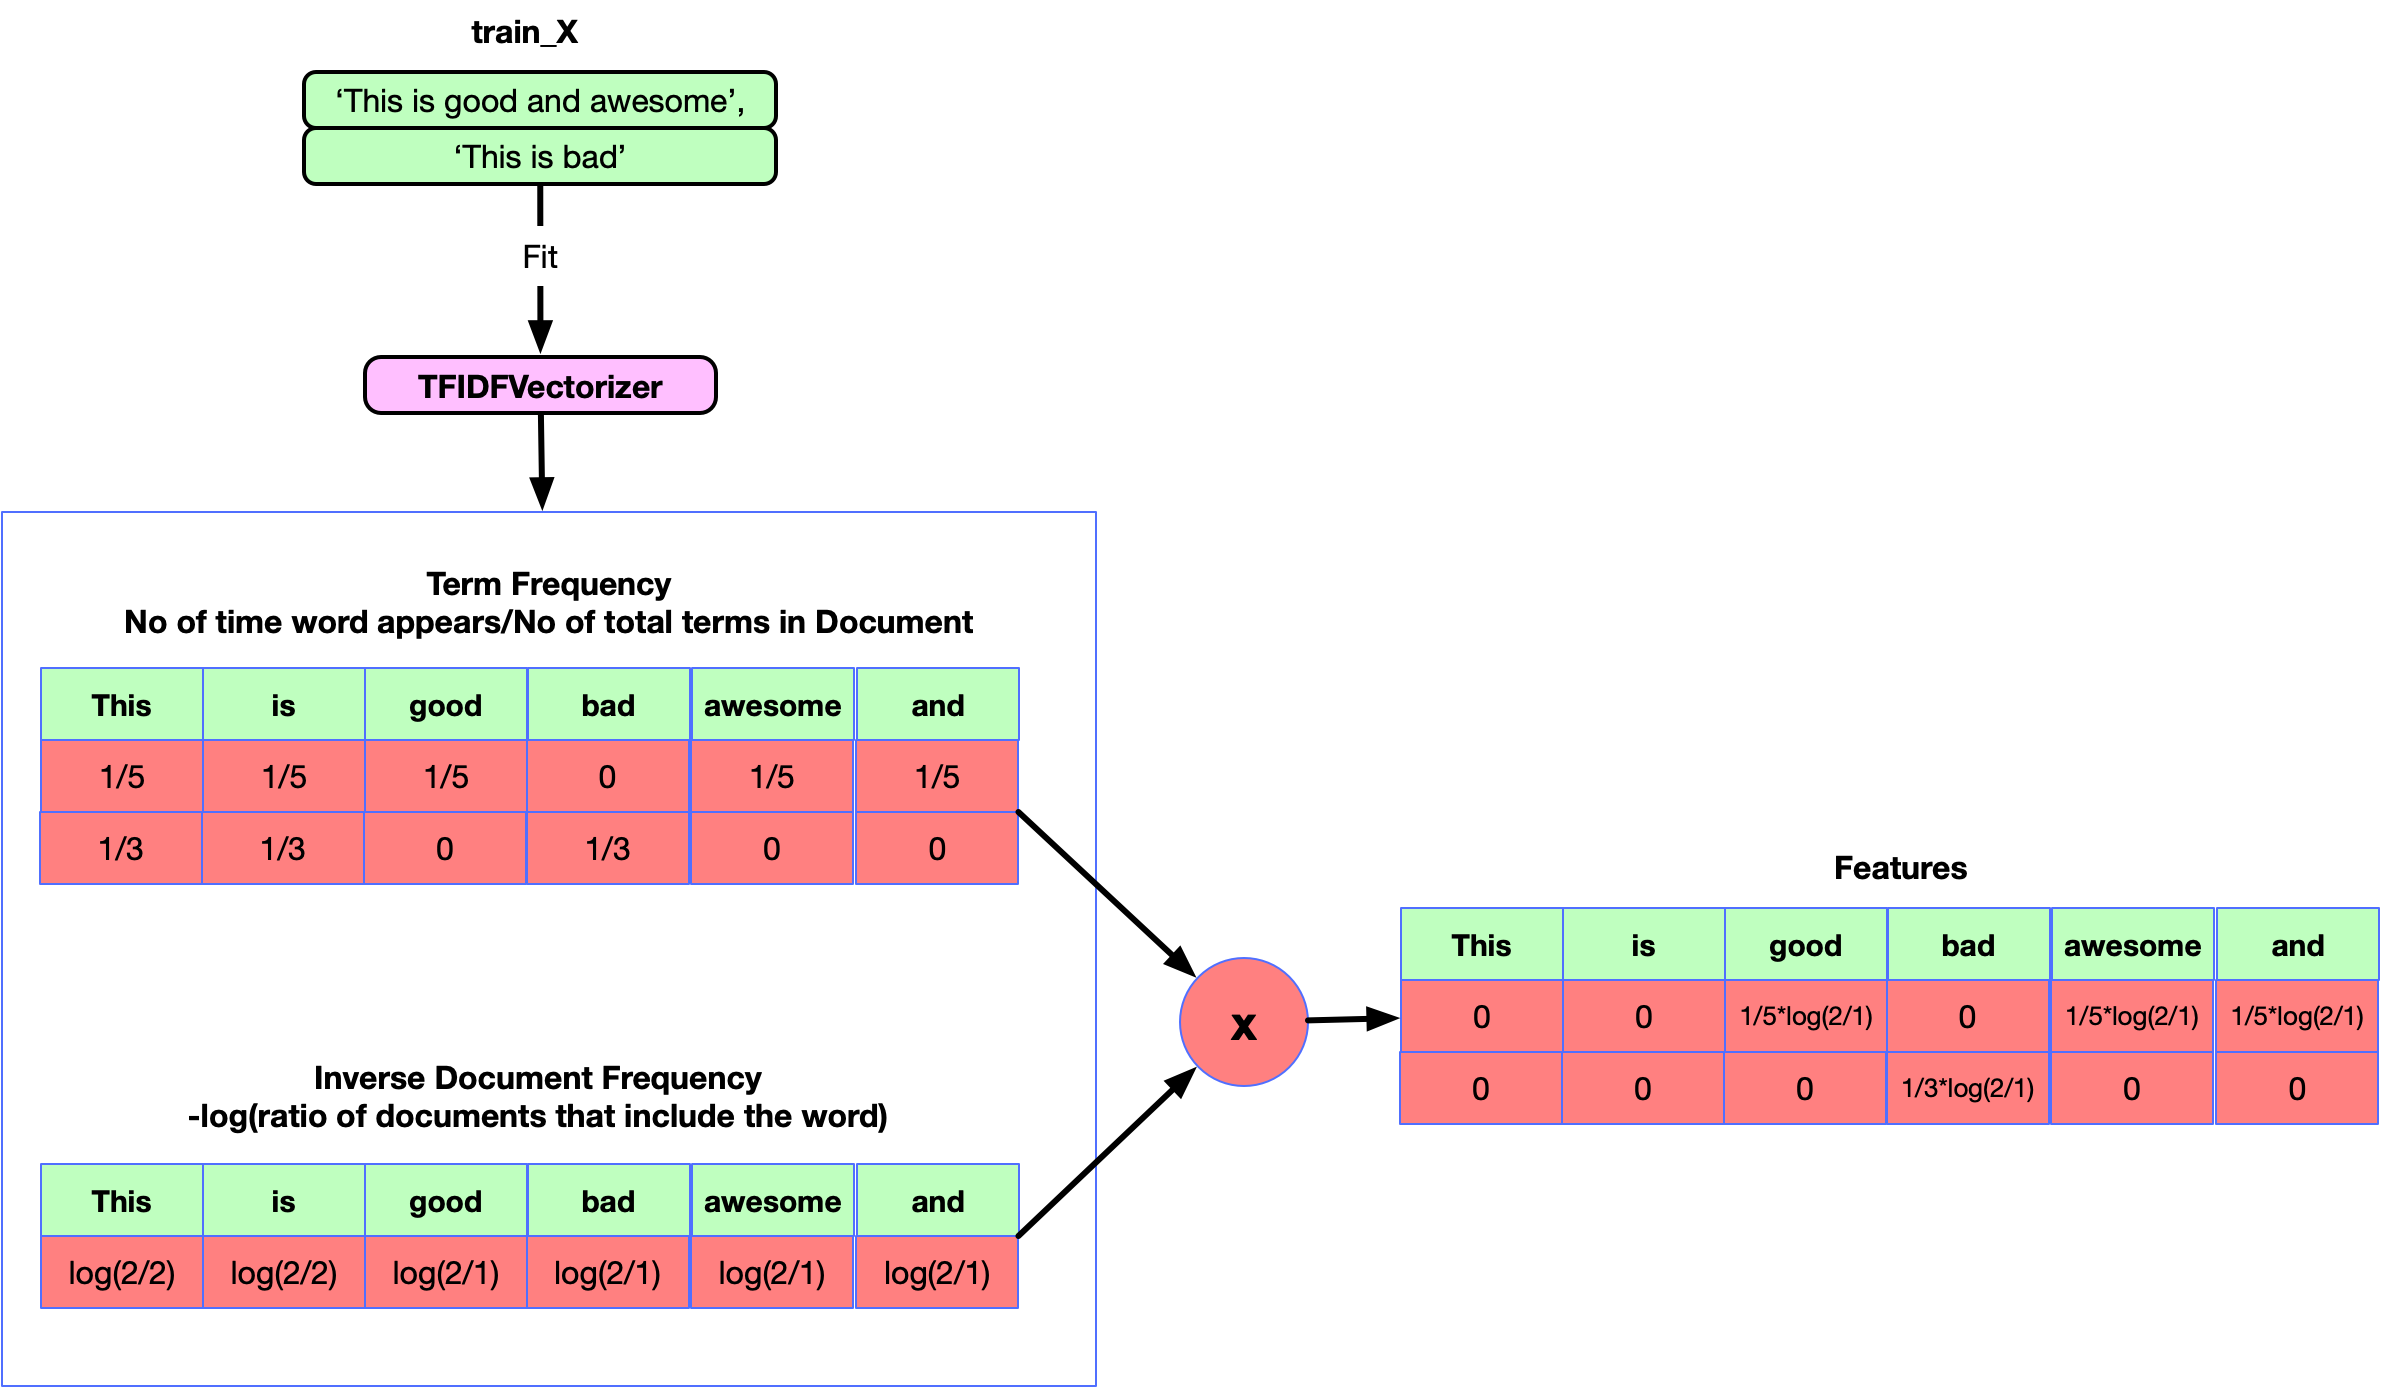 train_X
‘This is good and awesome’,
‘This is bad’
Fit
TFIDFVectorizer
Term Frequency
No of time word appears/No of total terms in Document
This is good bad awesome and
1/5 1/5 1/5 0 1/5 1/5
1/3 1/3 0 1/3 0 0
Inverse Document Frequency
-log(ratio of documents that include the word)
This is good bad awesome and
log(2/2) log(2/2) log(2/1) log(2/1) log(2/1) log(2/1)
x
Features
This is good bad awesome and
0 0 1/5*log(2/1) 0 1/5*log(2/1) 1/5*log(2/1)
0 0 0 1/3*log(2/1) 0 0